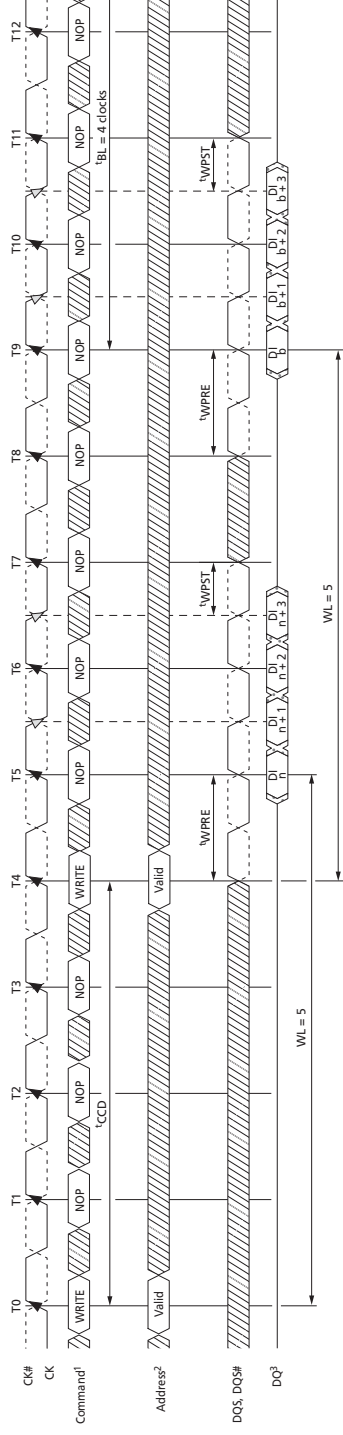 T0 T1 T2 T3 T4 T5 T6 T7 T8 T9 T10 T11 T12
CK#
CK
Command1 WRITE NOP NOP NOP WRITE NOP NOP NOP NOP NOP NOP NOP NOP
tCCD tBL = 4 clocks
Address2 Valid Valid
tWPRE tWPST tWPRE tWPST
DQS, DQS#
DQ3 DI n DI n + 1 DI n + 2 DI n + 3 DI b DI b + 1 DI b + 2 DI b + 3
WL = 5
WL = 5